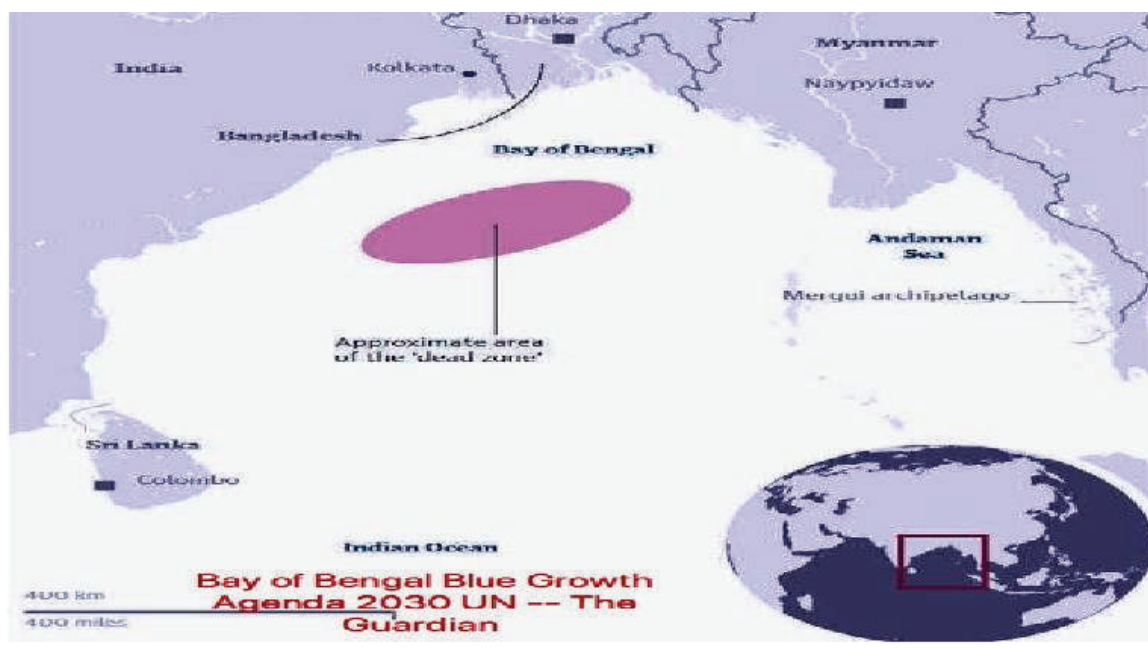 Dhaka
Myanmar
India
Kolkata
Naypyidaw
Bangladesh
Bay of Bengal
Andaman
Sea
Mergui archipelago
Approximate area
of the 'dead zone'
Sri Lanka
Colombo
Indian Ocean
Bay of Bengal Blue Growth
Agenda 2030 UN -- The
Guardian
400 km
400 miles